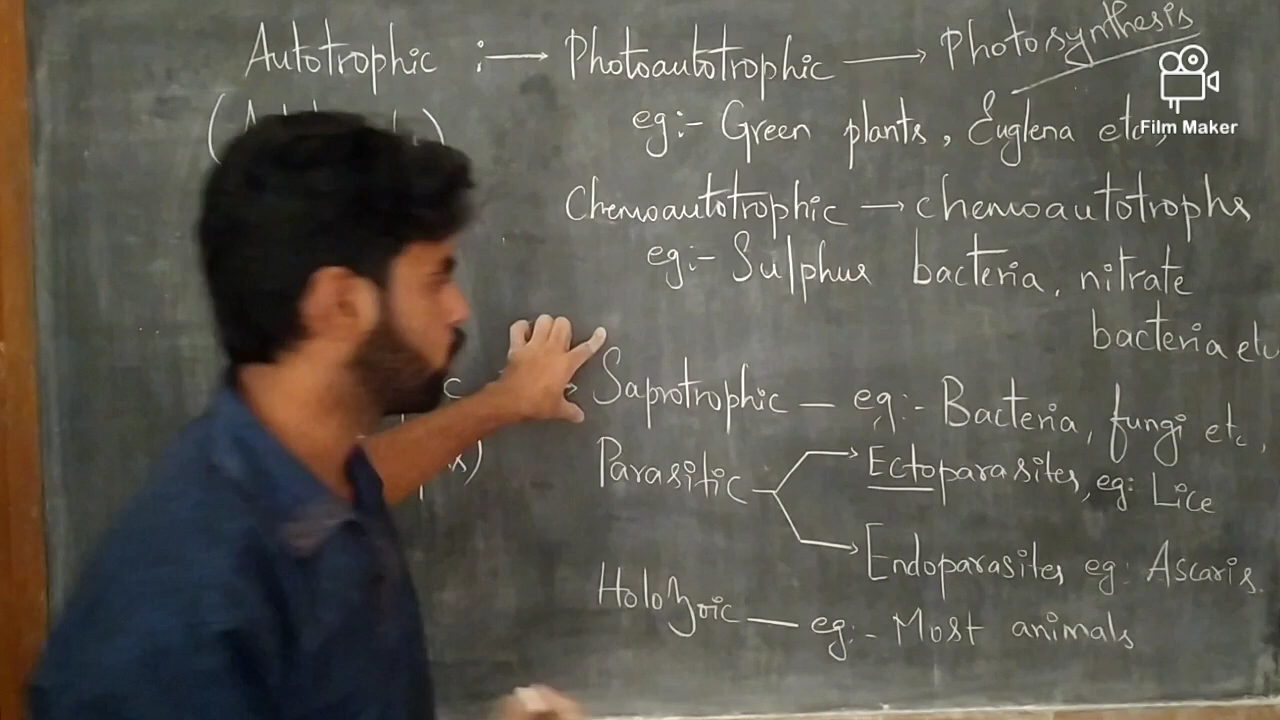 Autotrophic :→ Photoautotrophic → Photosynthesis
Film Maker
eg:- Green plants, Euglena etc,
Chemoautotrophic → chemoautotrophs
eg:- Sulphur bacteria, nitrate
bacteria etc
Saprotrophic — eg:- Bacteria, fungi etc,
Parasitic → Ectoparasites, eg: Lice
→ Endoparasites eg: Ascaris.
Holozoic — eg:- Most animals